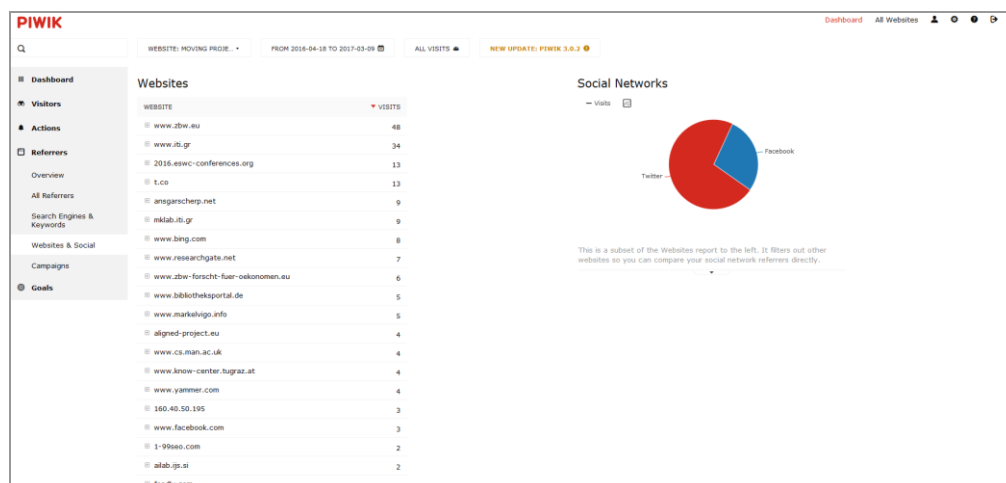 PIWIK
Dashboard All Websites
WEBSITE: MOVING PROJE..
FROM 2016-04-18 TO 2017-03-09
ALL VISITS
NEW UPDATE: PIWIK 3.0.2
Dashboard
Visitors
Actions
Referrers
Overview
All Referrers
Search Engines &
Keywords
Websites & Social
Campaigns
Goals
Websites
WEBSITE VISITS
www.zbw.eu 48
www.iti.gr 34
2016.eswc-conferences.org 13
t.co 13
ansgarscherp.net 9
mklab.iti.gr 9
www.bing.com 8
www.researchgate.net 7
www.zbw-forscht-fuer-oekonomen.eu 6
www.bibliotheksportal.de 5
www.markelvigo.info 5
aligned-project.eu 4
www.cs.man.ac.uk 4
www.know-center.tugraz.at 4
www.yammer.com 4
160.40.50.195 3
www.facebook.com 3
1-99seo.com 2
ailab.ijs.si 2
Social Networks
Visits
Facebook
Twitter
This is a subset of the Websites report to the left. It filters out other
websites so you can compare your social network referrers directly.